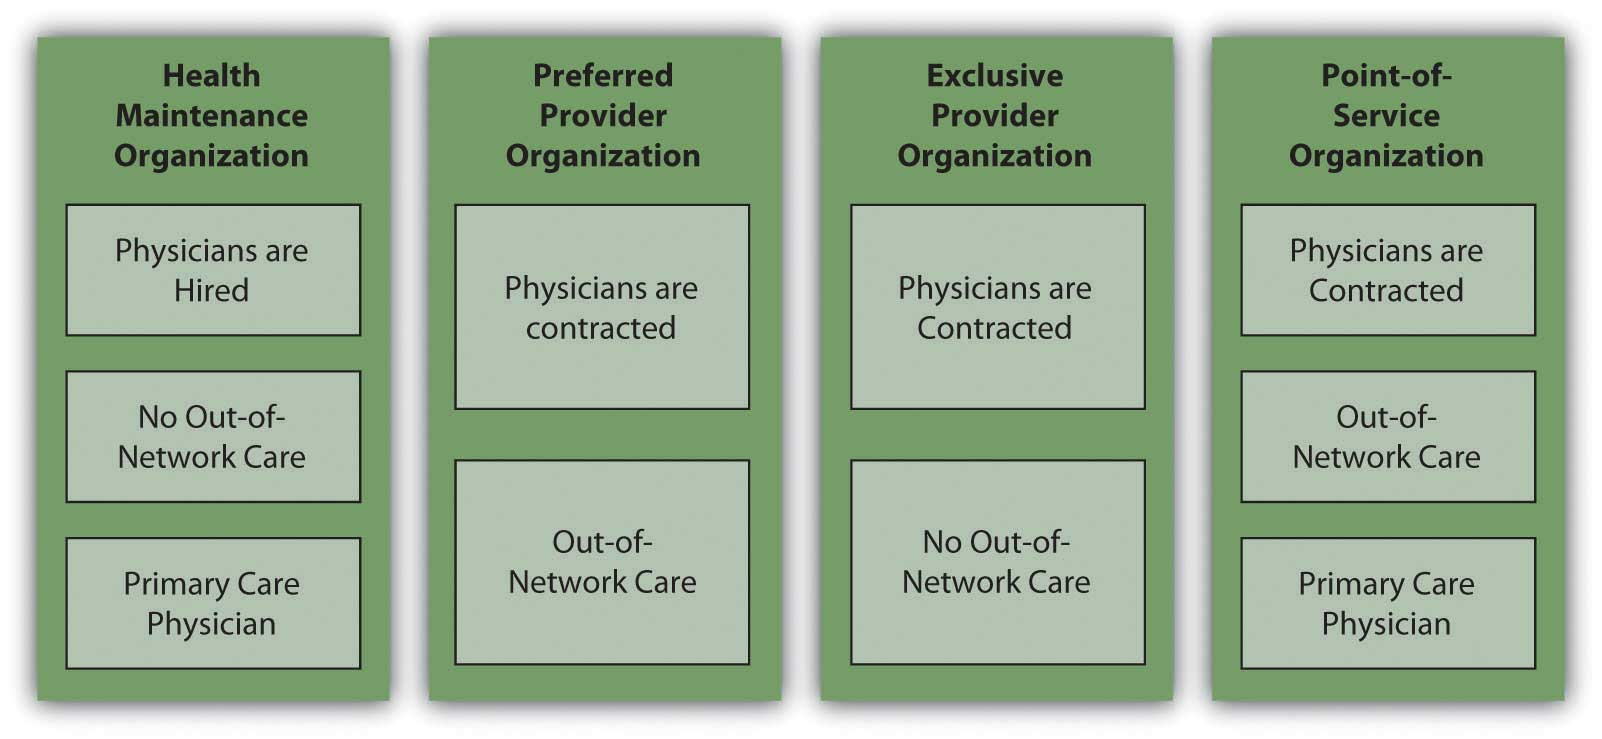 Health
Maintenance
Organization
Physicians are
Hired
No Out-of-
Network Care
Primary Care
Physician
Preferred
Provider
Organization
Physicians are
contracted
Out-of-
Network Care
Exclusive
Provider
Organization
Physicians are
Contracted
No Out-of-
Network Care
Point-of-
Service
Organization
Physicians are
Contracted
Out-of-
Network Care
Primary Care
Physician